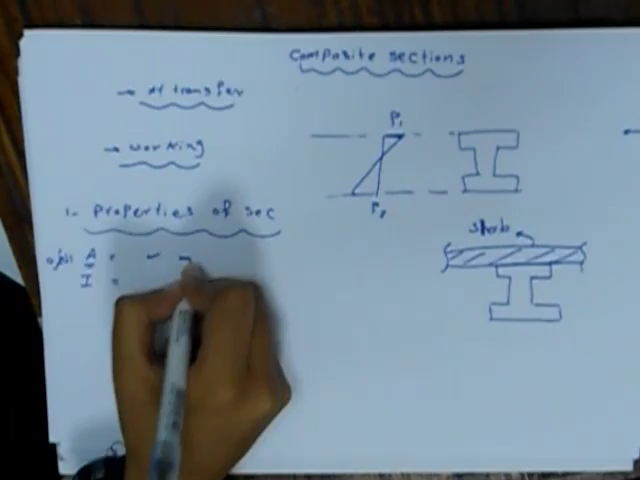 Composite sections
→ At transfer
→ working
P₁
P₂
1- Properties of sec
slab
A =
I =